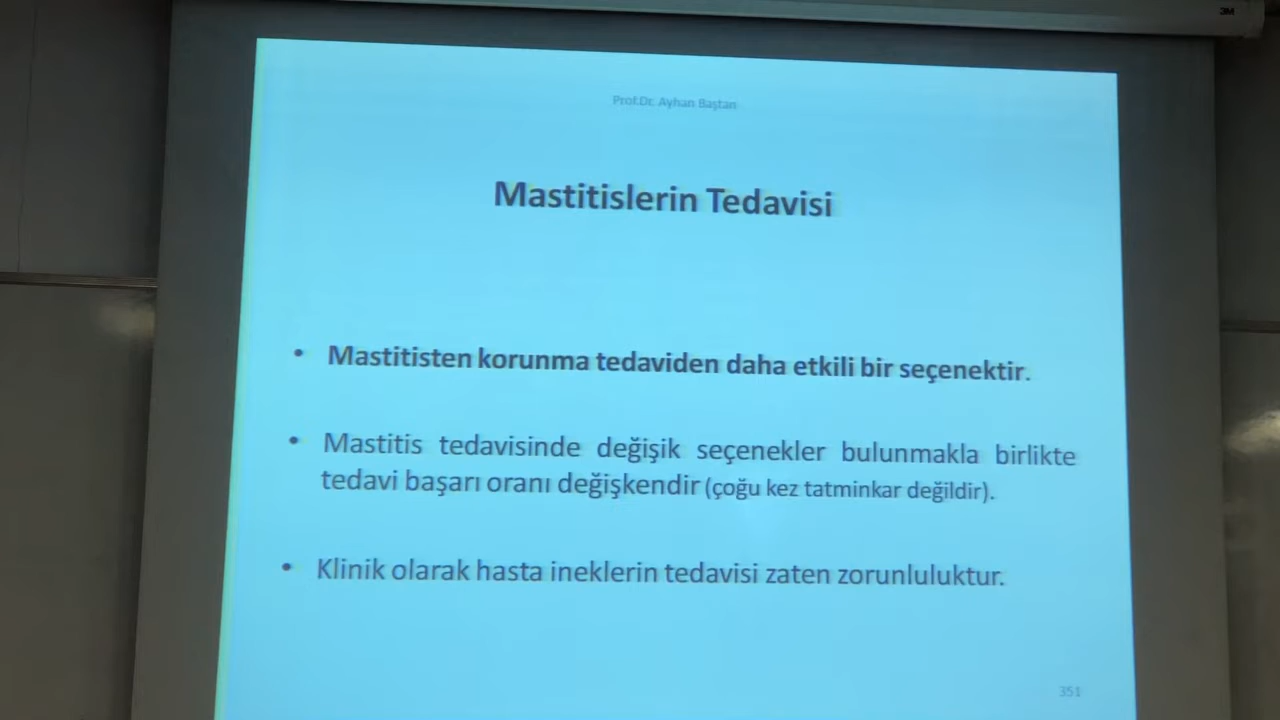 3M
Prof.Dr. Ayhan Baştan
Mastitislerin Tedavisi
• Mastitisten korunma tedaviden daha etkili bir seçenektir.
• Mastitis tedavisinde değişik seçenekler bulunmakla birlikte
tedavi başarı oranı değişkendir (çoğu kez tatminkar değildir).
• Klinik olarak hasta ineklerin tedavisi zaten zorunluluktur.
351